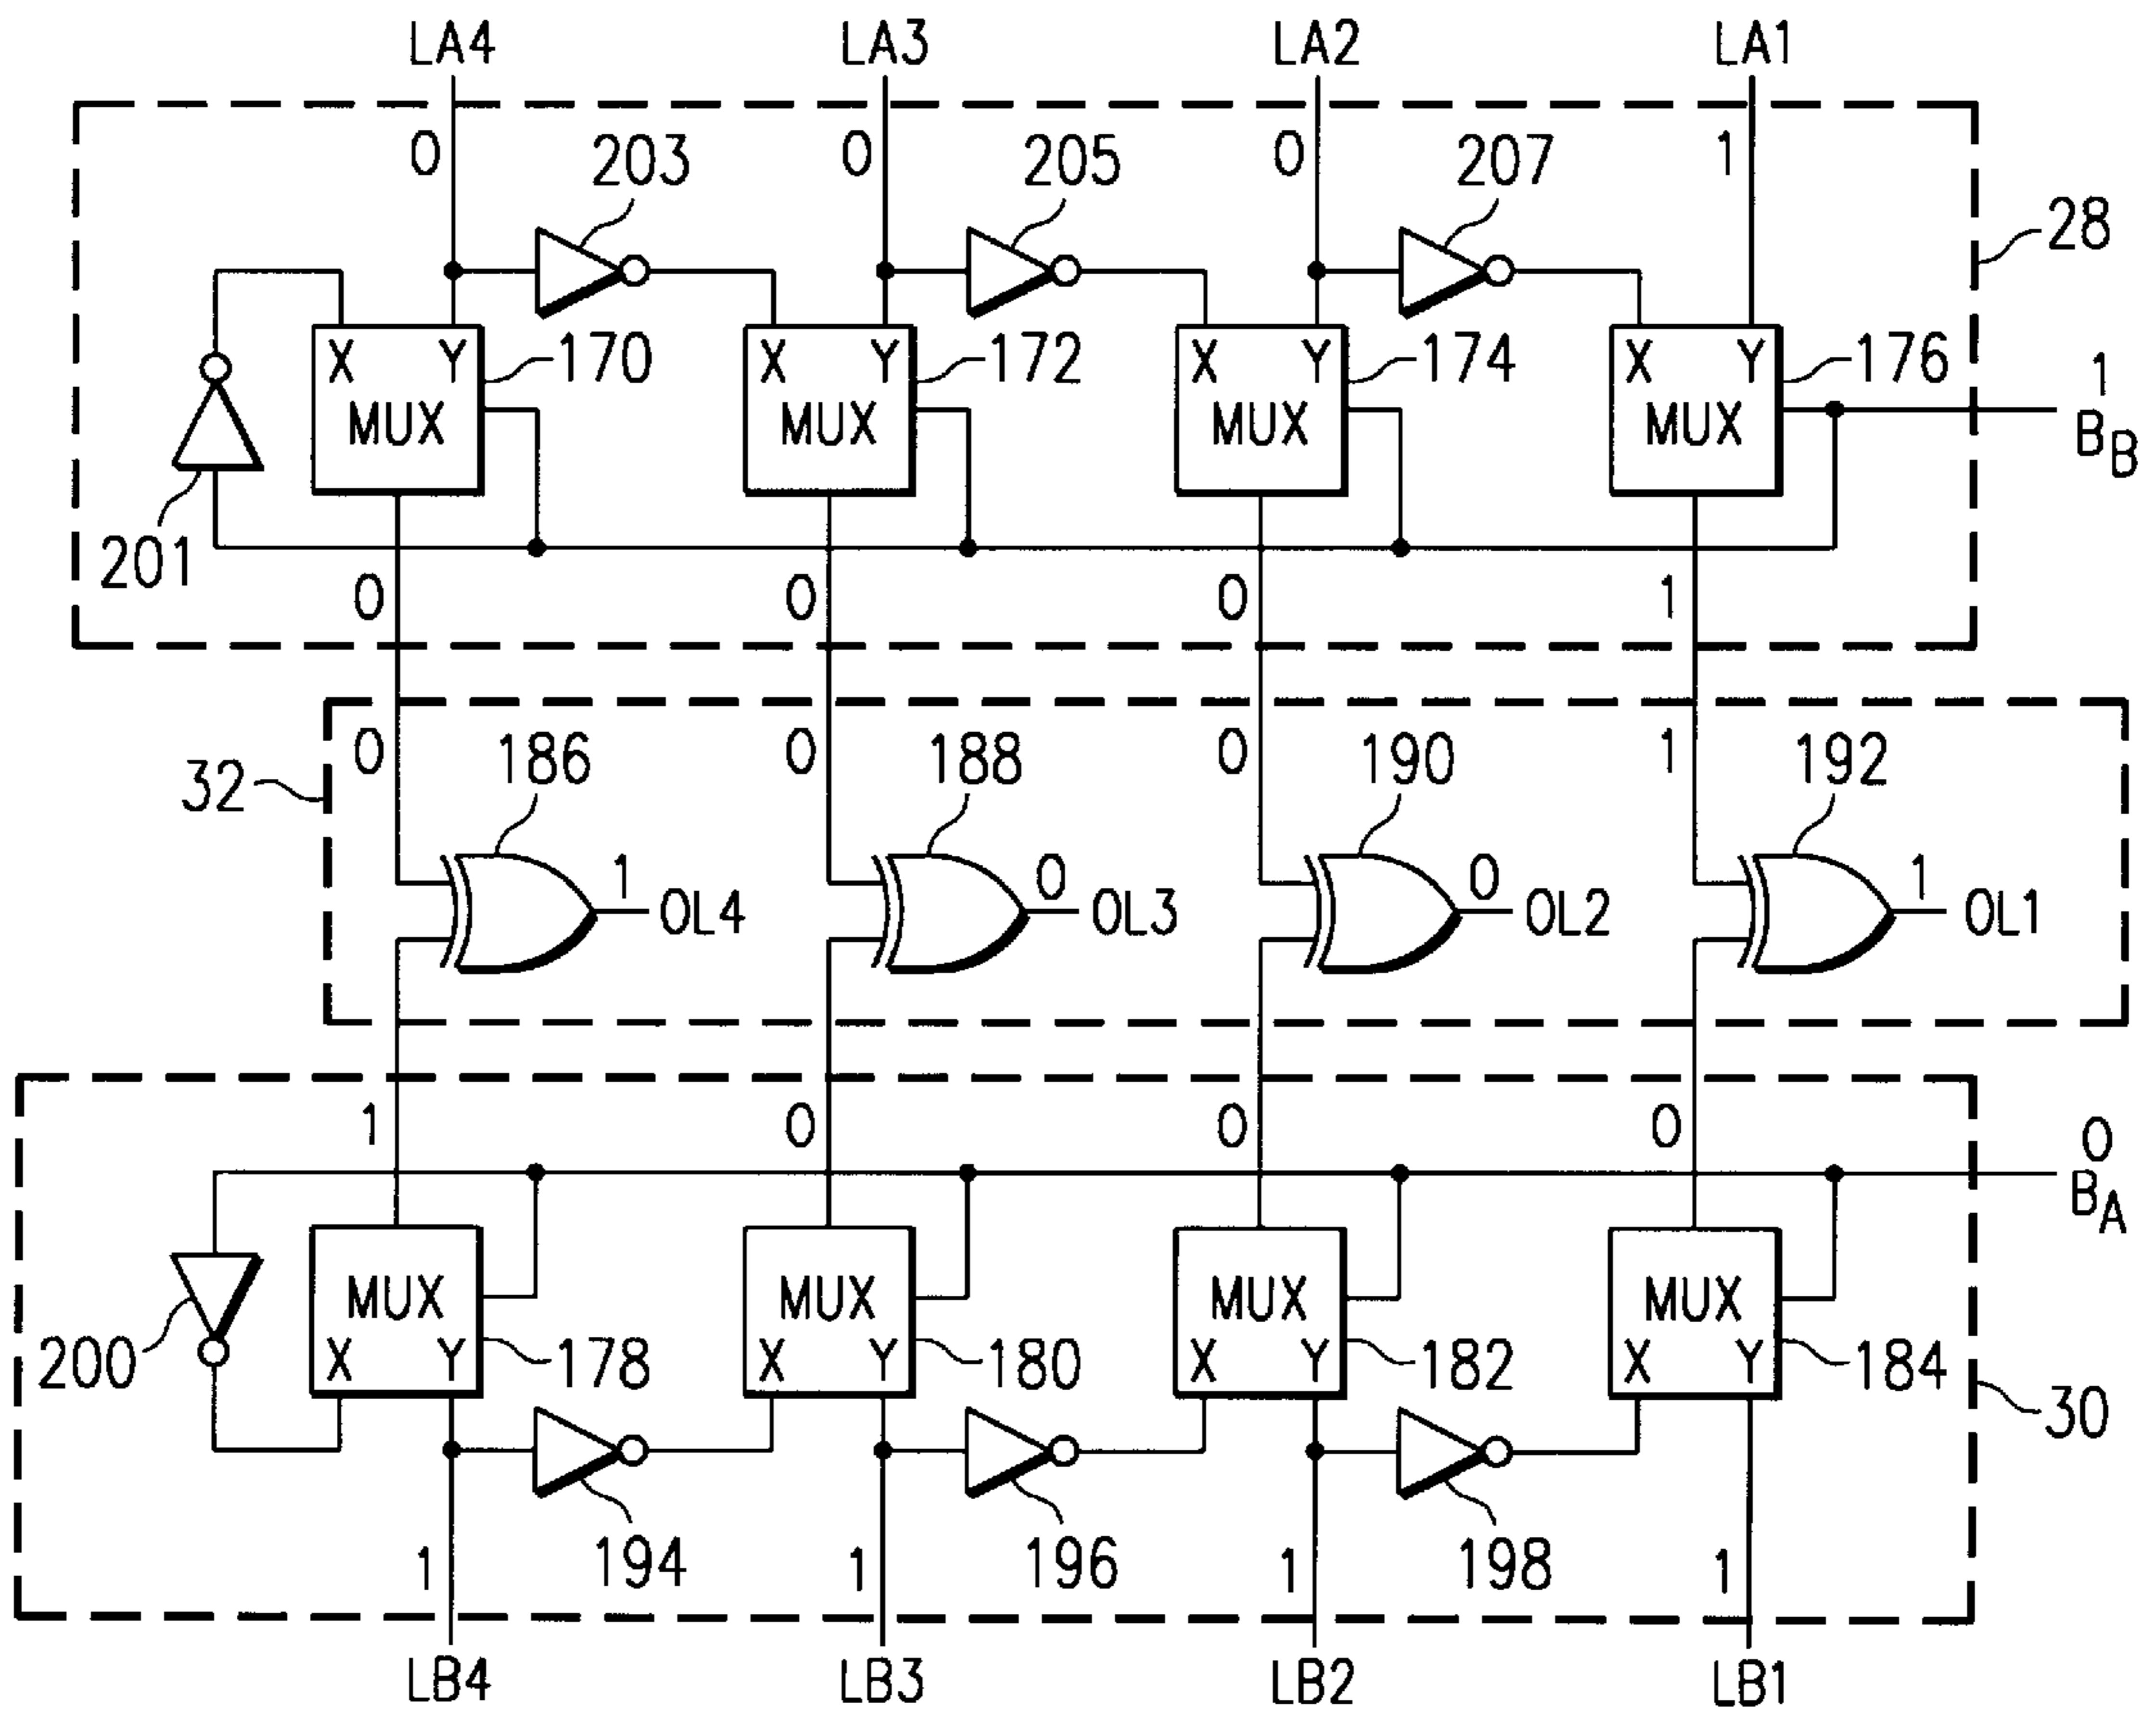 LA4 LA3 LA2 LA1
0 203 0 205 0 207 1
28
X Y 170 X Y 172 X Y 174 X Y 176 1
MUX MUX MUX MUX BB
201
0 0 0 1
0 186 0 188 0 190 1 192
32
1 0 0 1
OL4 OL3 OL2 OL1
1 0 0 0 0
BA
MUX MUX MUX MUX
200 X Y 178 X Y 180 X Y 182 X Y 184
30
1 194 1 196 1 198 1
LB4 LB3 LB2 LB1